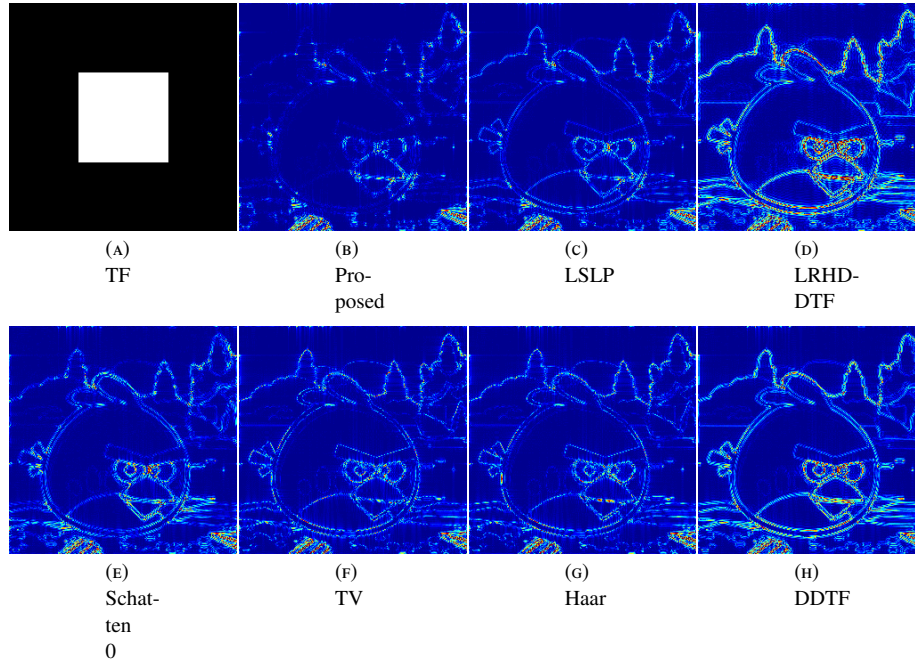 (A)
TF
(B)
Pro-
posed
(C)
LSLP
(D)
LRHD-
DTF
(E)
Schat-
ten
0
(F)
TV
(G)
Haar
(H)
DDTF